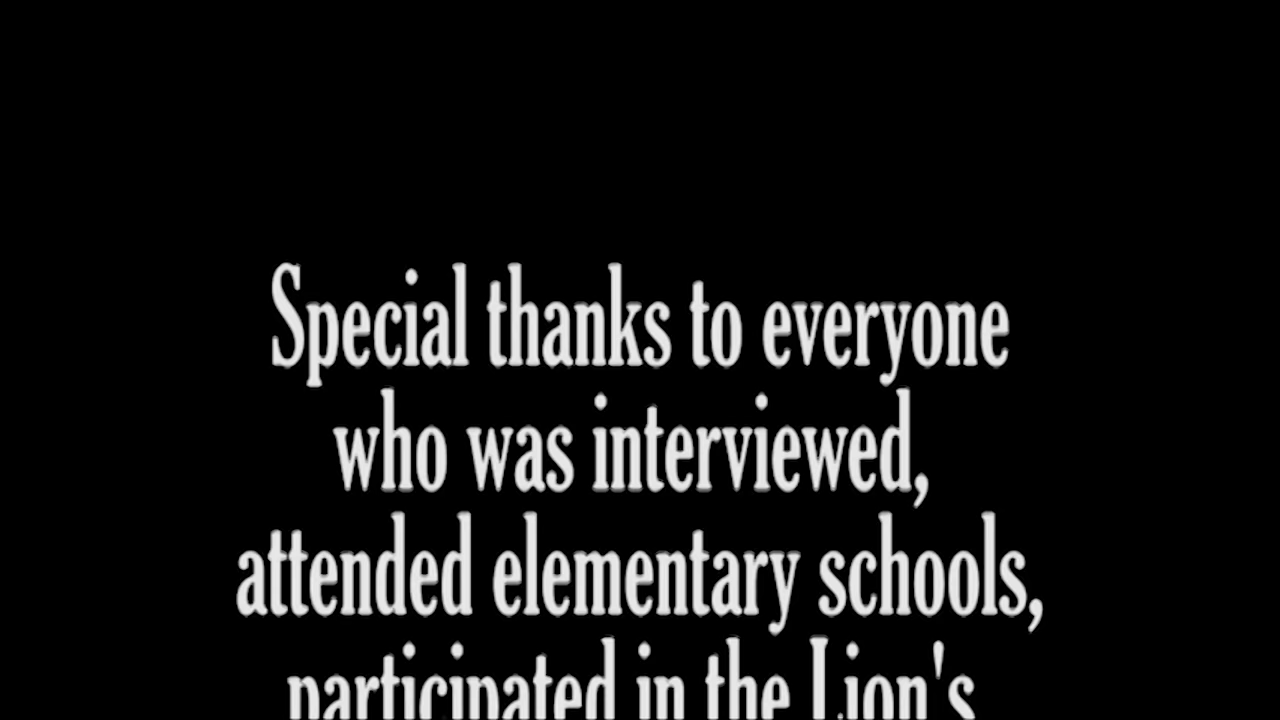 Special thanks to everyone
who was interviewed,
attended elementary schools,
participated in the Lion's